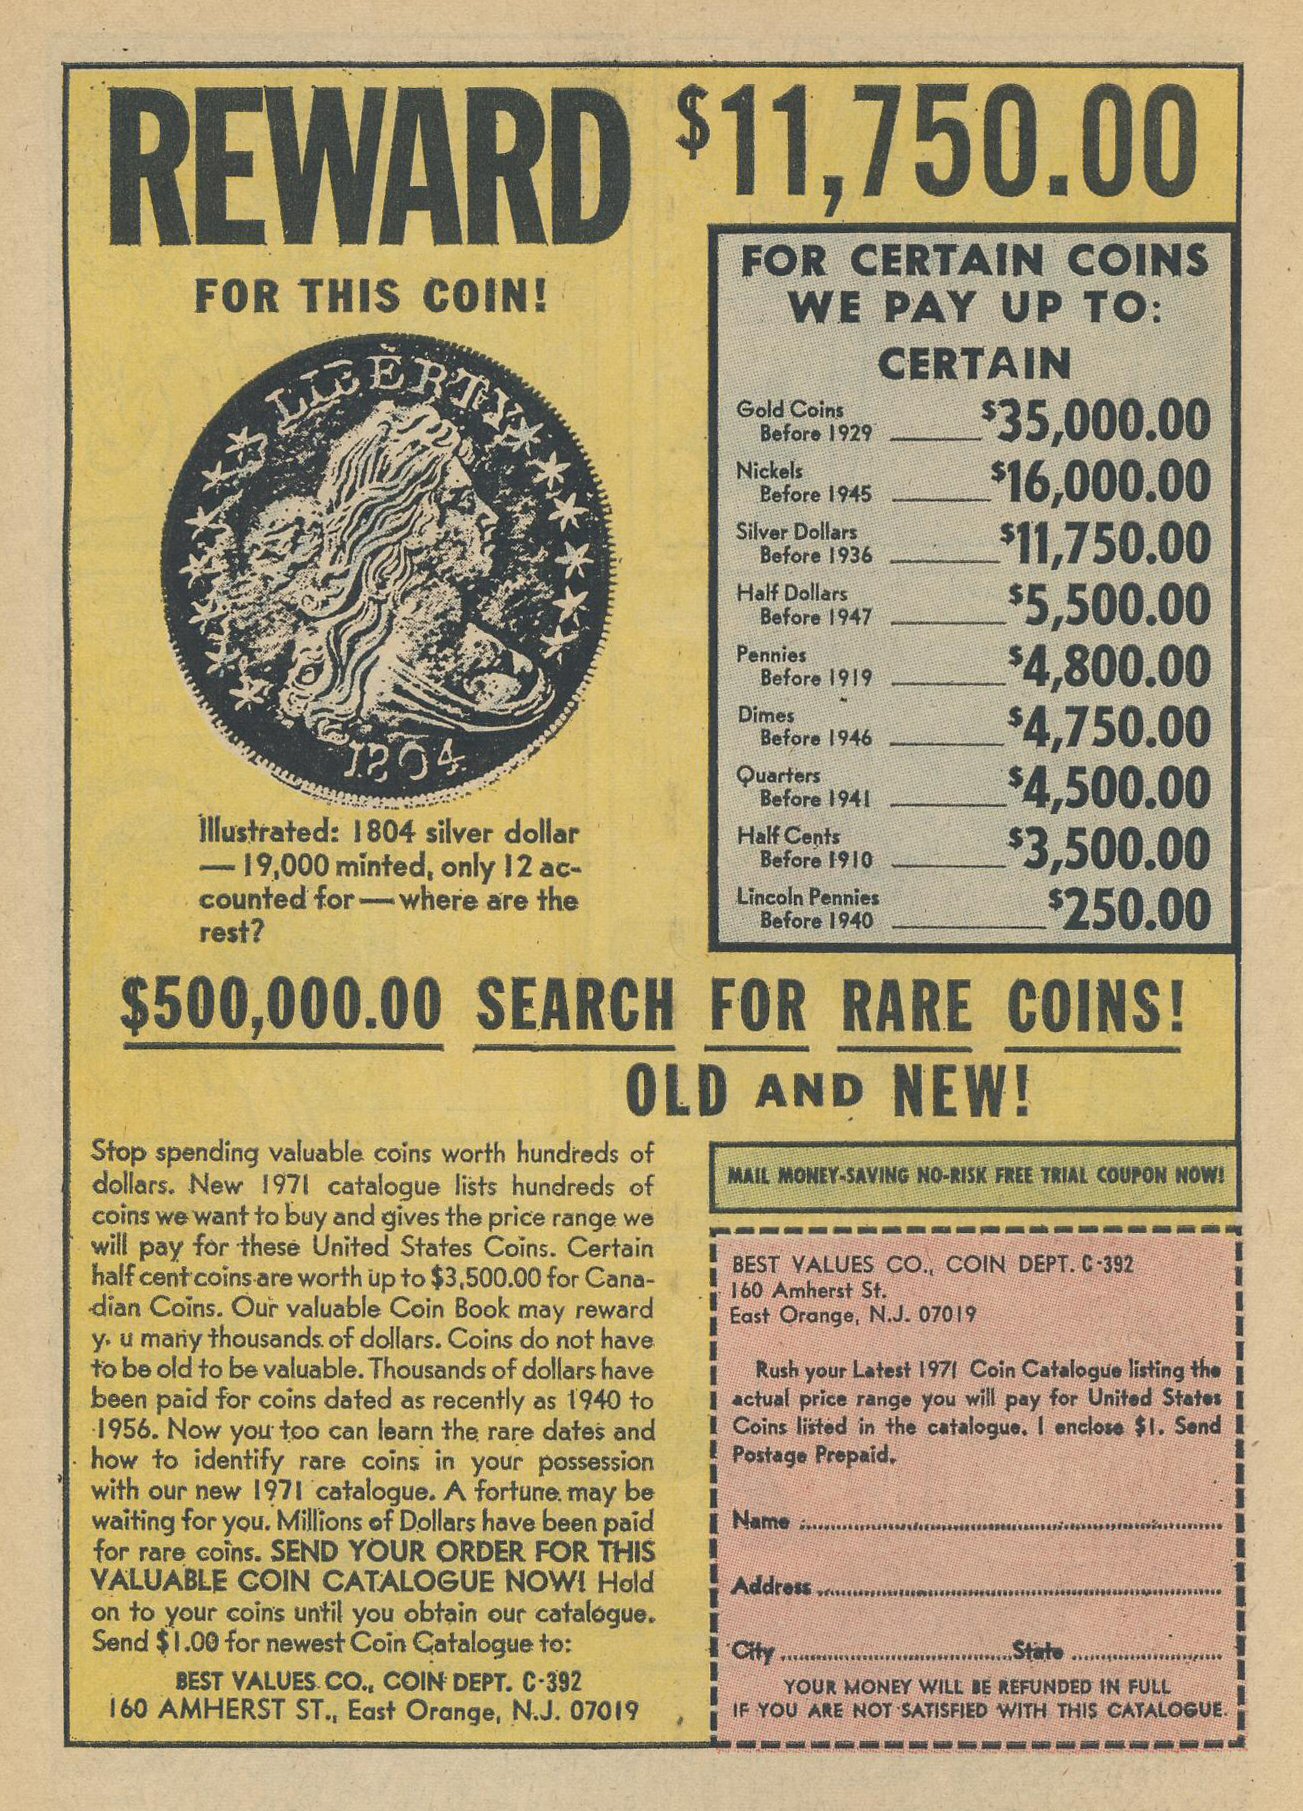 REWARD $11,750.00
FOR THIS COIN!
LIBERTY
1804
Illustrated: 1804 silver dollar
— 19,000 minted, only 12 ac-
counted for — where are the
rest?
FOR CERTAIN COINS
WE PAY UP TO:
CERTAIN
Gold Coins
Before 1929 $35,000.00
Nickels
Before 1945 $16,000.00
Silver Dollars
Before 1936 $11,750.00
Half Dollars
Before 1947 $5,500.00
Pennies
Before 1919 $4,800.00
Dimes
Before 1946 $4,750.00
Quarters
Before 1941 $4,500.00
Half Cents
Before 1910 $3,500.00
Lincoln Pennies
Before 1940 $250.00
$500,000.00 SEARCH FOR RARE COINS!
OLD AND NEW!
Stop spending valuable coins worth hundreds of
dollars. New 1971 catalogue lists hundreds of
coins we want to buy and gives the price range we
will pay for these United States Coins. Certain
half cent coins are worth up to $3,500.00 for Cana-
dian Coins. Our valuable Coin Book may reward
y. u many thousands of dollars. Coins do not have
to be old to be valuable. Thousands of dollars have
been paid for coins dated as recently as 1940 to
1956. Now you too can learn the rare dates and
how to identify rare coins in your possession
with our new 1971 catalogue. A fortune may be
waiting for you. Millions of Dollars have been paid
for rare coins. SEND YOUR ORDER FOR THIS
VALUABLE COIN CATALOGUE NOW! Hold
on to your coins until you obtain our catalogue.
Send $1.00 for newest Coin Catalogue to:
BEST VALUES CO., COIN DEPT. C-392
160 AMHERST ST., East Orange, N.J. 07019
MAIL MONEY-SAVING NO-RISK FREE TRIAL COUPON NOW!
BEST VALUES CO., COIN DEPT. C-392
160 Amherst St.
East Orange, N.J. 07019
Rush your Latest 1971 Coin Catalogue listing the
actual price range you will pay for United States
Coins listed in the catalogue. I enclose $1. Send
Postage Prepaid.
Name
Address
City State
YOUR MONEY WILL BE REFUNDED IN FULL
IF YOU ARE NOT SATISFIED WITH THIS CATALOGUE.